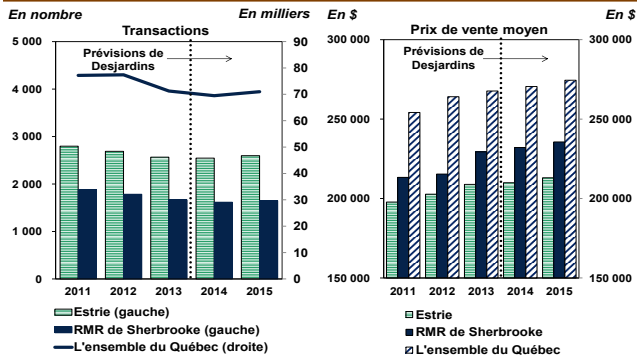 En nombre
En milliers
Transactions
5 000
4 000
3 000
2 000
1 000
0
90
80
70
60
50
40
30
20
10
0
Prévisions de
Desjardins
2011 2012 2013 2014 2015
Estrie (gauche)
RMR de Sherbrooke (gauche)
L'ensemble du Québec (droite)
En $
En $
Prix de vente moyen
300 000
250 000
200 000
150 000
300 000
250 000
200 000
150 000
Prévisions de
Desjardins
2011 2012 2013 2014 2015
Estrie
RMR de Sherbrooke
L'ensemble du Québec